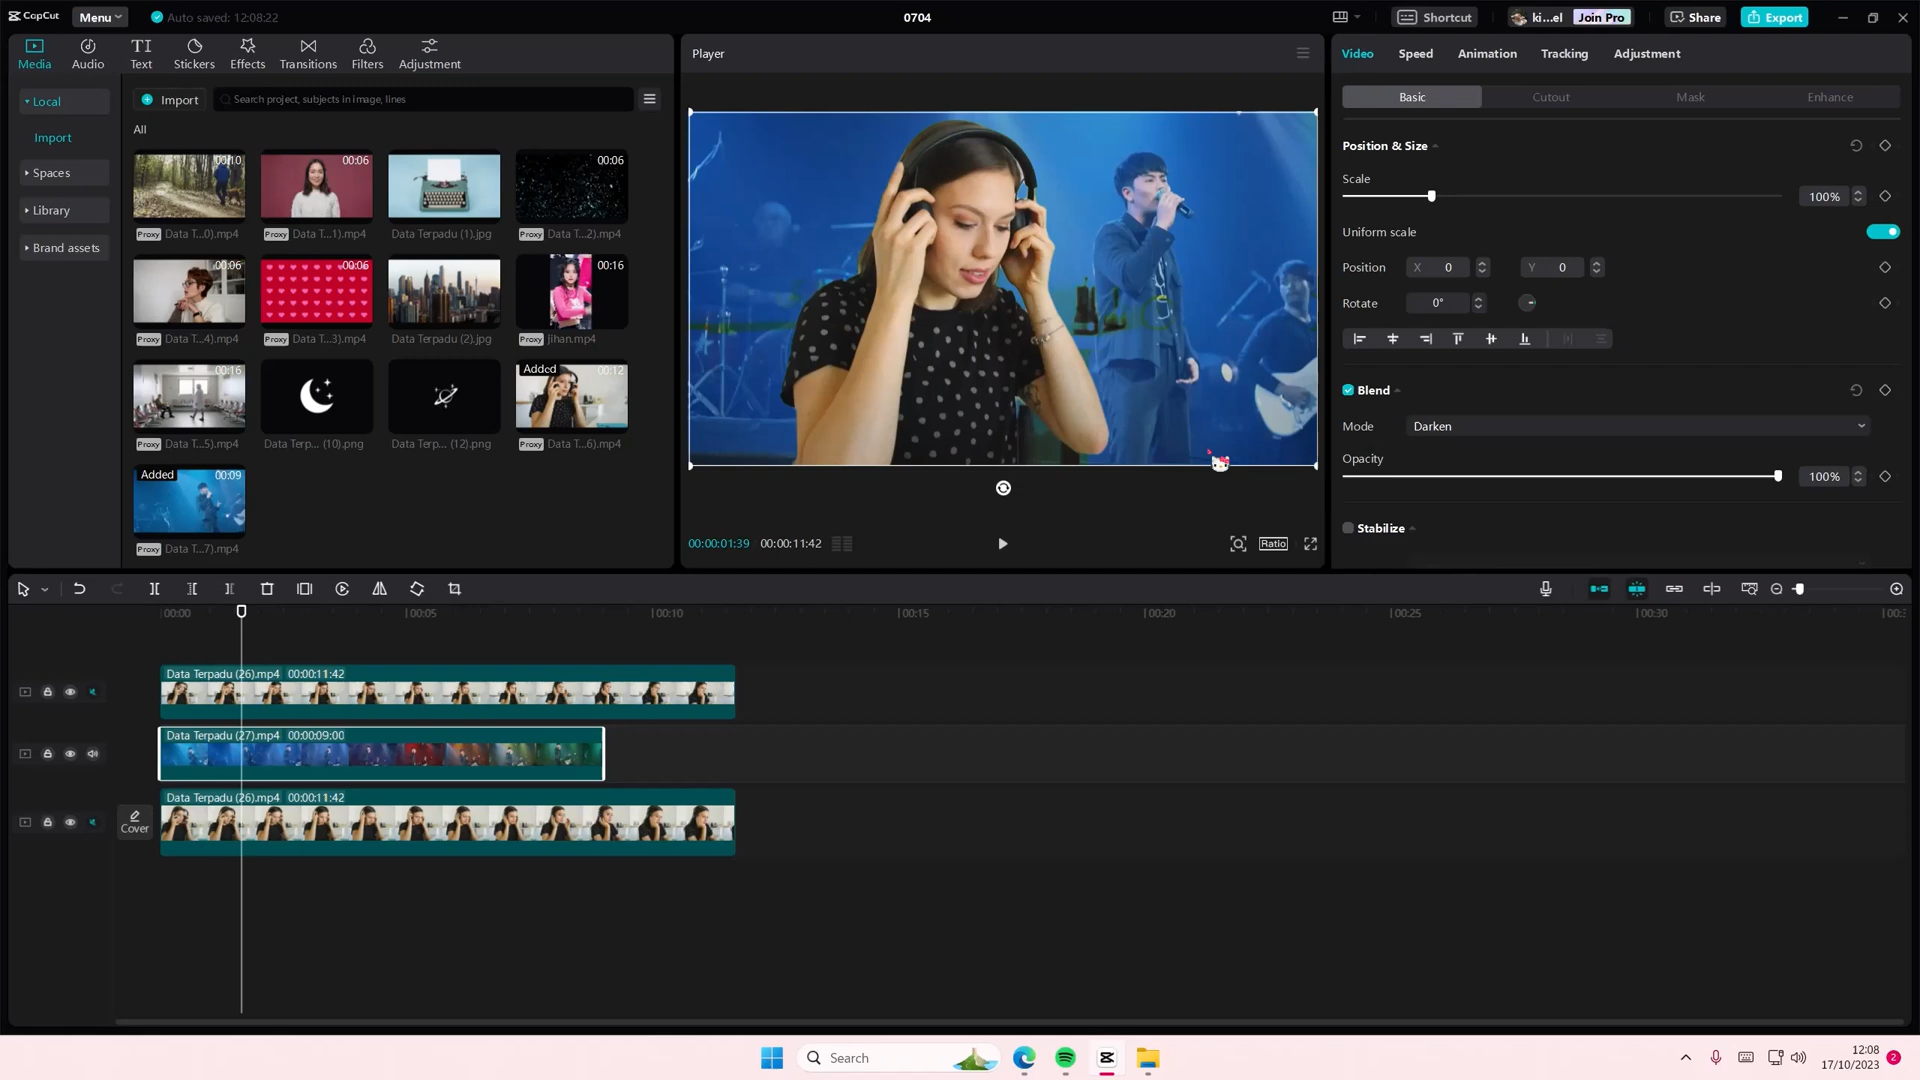 CapCut
Menu
Auto saved: 12:08:22
0704
Shortcut
ki...el
Join Pro
Share
Export
Media
Audio
Text
Stickers
Effects
Transitions
Filters
Adjustment
Local
Import
Spaces
Library
Brand assets
Import
Search project, subjects in image, lines
All
00:10
00:06
00:06
Proxy Data T...0).mp4
Proxy Data T...1).mp4
Data Terpadu (1).jpg
Proxy Data T...2).mp4
00:06
00:06
00:16
Proxy Data T...4).mp4
Proxy Data T...3).mp4
Data Terpadu (2).jpg
Proxy jihan.mp4
00:16
Added
00:12
Proxy Data T...5).mp4
Data Terp... (10).png
Data Terp... (12).png
Proxy Data T...6).mp4
Added
00:09
Proxy Data T...7).mp4
Player
00:00:01:39
00:00:11:42
Ratio
Video
Speed
Animation
Tracking
Adjustment
Basic
Cutout
Mask
Enhance
Position & Size
Scale
100%
Uniform scale
Position
X 0
Y 0
Rotate
0°
Blend
Mode
Darken
Opacity
100%
Stabilize
00:00
00:05
00:10
00:15
00:20
00:25
00:30
Data Terpadu (26).mp4 00:00:11:42
Data Terpadu (27).mp4 00:00:09:00
Data Terpadu (26).mp4 00:00:11:42
Cover
Search
12:08
17/10/2023
2